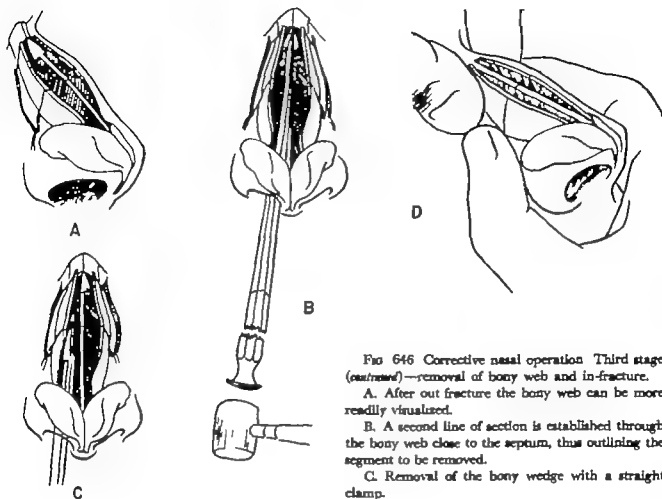 A
B
C
D
FIG 646 Corrective nasal operation Third stage
(continued)—removal of bony web and in-fracture.
A. After out fracture the bony web can be more
readily visualized.
B. A second line of section is established through
the bony web close to the septum, thus outlining the
segment to be removed.
C. Removal of the bony wedge with a straight
clamp.